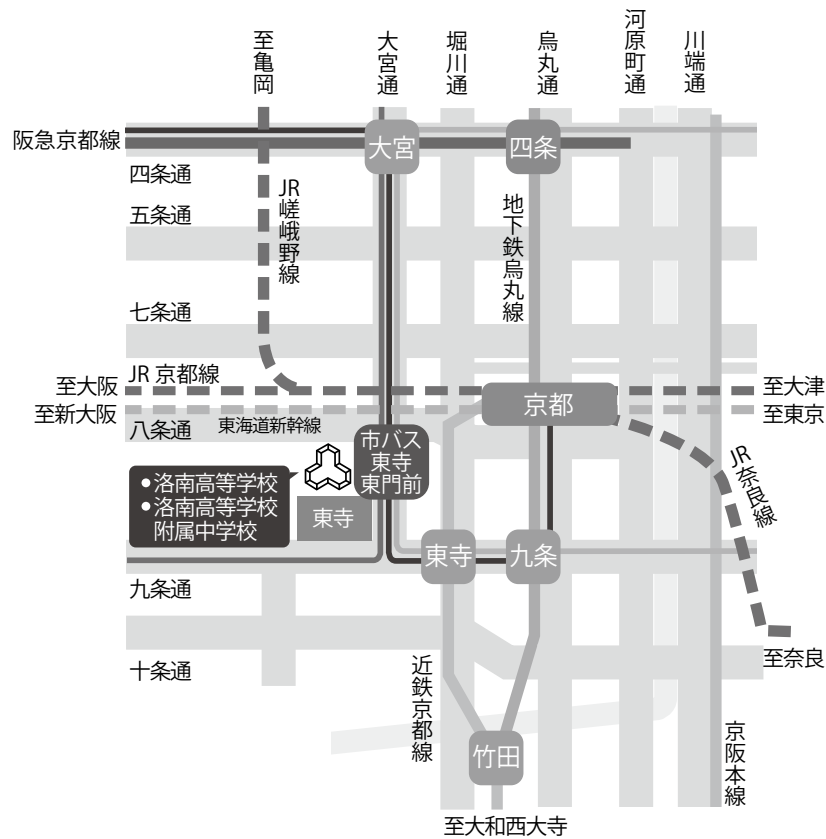 至亀岡
大宮通
堀川通
烏丸通
河原町通
川端通
阪急京都線
大宮
四条
四条通
五条通
JR嵯峨野線
地下鉄烏丸線
七条通
JR 京都線
至大阪
至大津
京都
至新大阪
至東京
八条通
東海道新幹線
市バス
東寺
東門前
JR奈良線
●洛南高等学校
●洛南高等学校
附属中学校
東寺
東寺
九条
九条通
十条通
至奈良
近鉄京都線
竹田
京阪本線
至大和西大寺